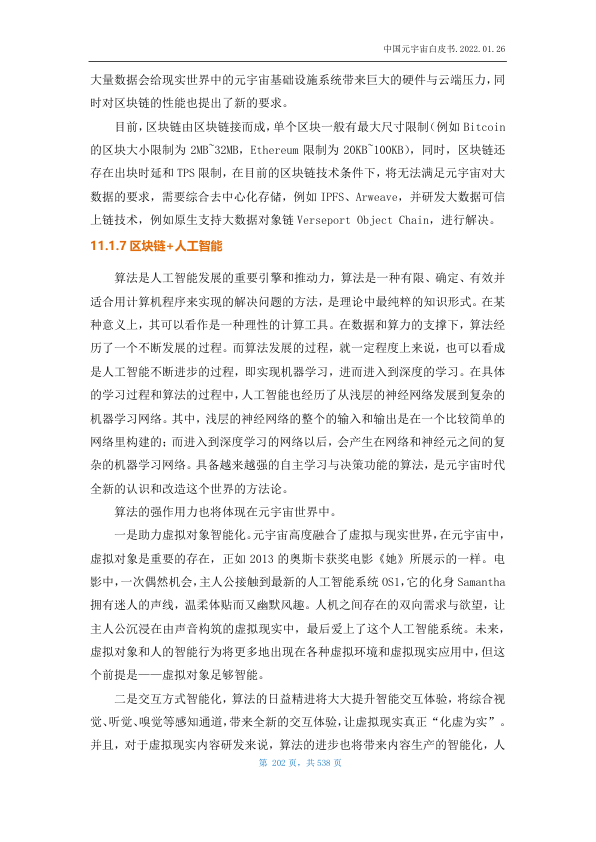 中国元宇宙白皮书.2022.01.26
大量数据会给现实世界中的元宇宙基础设施系统带来巨大的硬件与云端压力,同
时对区块链的性能也提出了新的要求。
目前,区块链由区块链接而成,单个区块一般有最大尺寸限制(例如 Bitcoin
的区块大小限制为 2MB~32MB, Ethereum 限制为 20KB~100KB),同时,区块链还
存在出块时延和 TPS 限制,在目前的区块链技术条件下,将无法满足元宇宙对大
数据的要求,需要综合去中心化存储,例如 IPFS、Arweave,并研发大数据可信
上链技术,例如原生支持大数据对象链 Verseport Object Chain,进行解决。
11.1.7 区块链+人工智能
算法是人工智能发展的重要引擎和推动力,算法是一种有限、确定、有效并
适合用计算机程序来实现的解决问题的方法,是理论中最纯粹的知识形式。在某
种意义上,其可以看作是一种理性的计算工具。在数据和算力的支撑下,算法经
历了一个不断发展的过程。而算法发展的过程,就一定程度上来说,也可以看成
是人工智能不断进步的过程,即实现机器学习,进而进入到深度的学习。在具体
的学习过程和算法的过程中,人工智能也经历了从浅层的神经网络发展到复杂的
机器学习网络。其中,浅层的神经网络的整个的输入和输出是在一个比较简单的
网络里构建的;而进入到深度学习的网络以后,会产生在网络和神经元之间的复
杂的机器学习网络。具备越来越强的自主学习与决策功能的算法,是元宇宙时代
全新的认识和改造这个世界的方法论。
算法的强作用力也将体现在元宇宙世界中。
一是助力虚拟对象智能化。元宇宙高度融合了虚拟与现实世界,在元宇宙中,
虚拟对象是重要的存在,正如 2013 的奥斯卡获奖电影《她》所展示的一样。电
影中,一次偶然机会,主人公接触到最新的人工智能系统 OS1,它的化身 Samantha
拥有迷人的声线,温柔体贴而又幽默风趣。人机之间存在的双向需求与欲望,让
主人公沉浸在由声音构筑的虚拟现实中,最后爱上了这个人工智能系统。未来,
虚拟对象和人的智能行为将更多地出现在各种虚拟环境和虚拟现实应用中,但这
个前提是——虚拟对象足够智能。
二是交互方式智能化,算法的日益精进将大大提升智能交互体验,将综合视
觉、听觉、嗅觉等感知通道,带来全新的交互体验,让虚拟现实真正“化虚为实”。
并且,对于虚拟现实内容研发来说,算法的进步也将带来内容生产的智能化,人
第 202 页,共 538 页